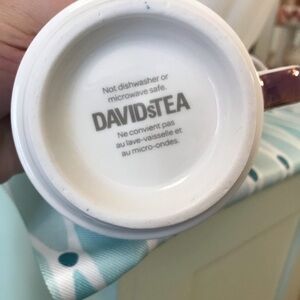 Not dishwasher or
microwave safe.
DAVIDsTEA
Ne convient pas
au lave-vaisselle et
au micro-ondes.